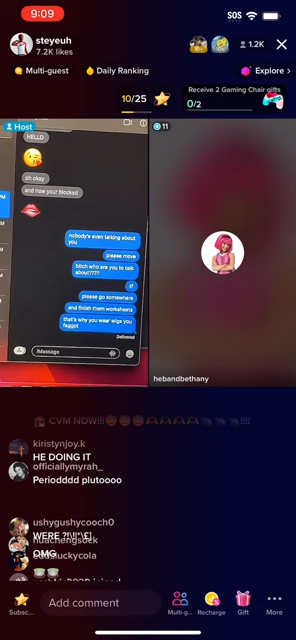 9:09
SOS
steyeuh
7.2K likes
1.2K
Multi-guest
Daily Ranking
Explore >
10/25
Receive 2 Gaming Chair gifts
0/2
Host
11
HELLO
oh okay
and now your blocked
nobody's even talking about
you
please move
bitch who are you to talk
about????
tf
please go somewhere
and finish them worksheets
that's why you wear wigs you
faggot
Delivered
iMessage
hebandbethany
CVM NOW!!!
!!!!
kiristynjoy.k
HE DOING IT
officiallymyrah_
Periodddd plutoooo
ushygushycooch0
OMG
Subsc...
Add comment
Multi-g...
Recharge
Gift
More